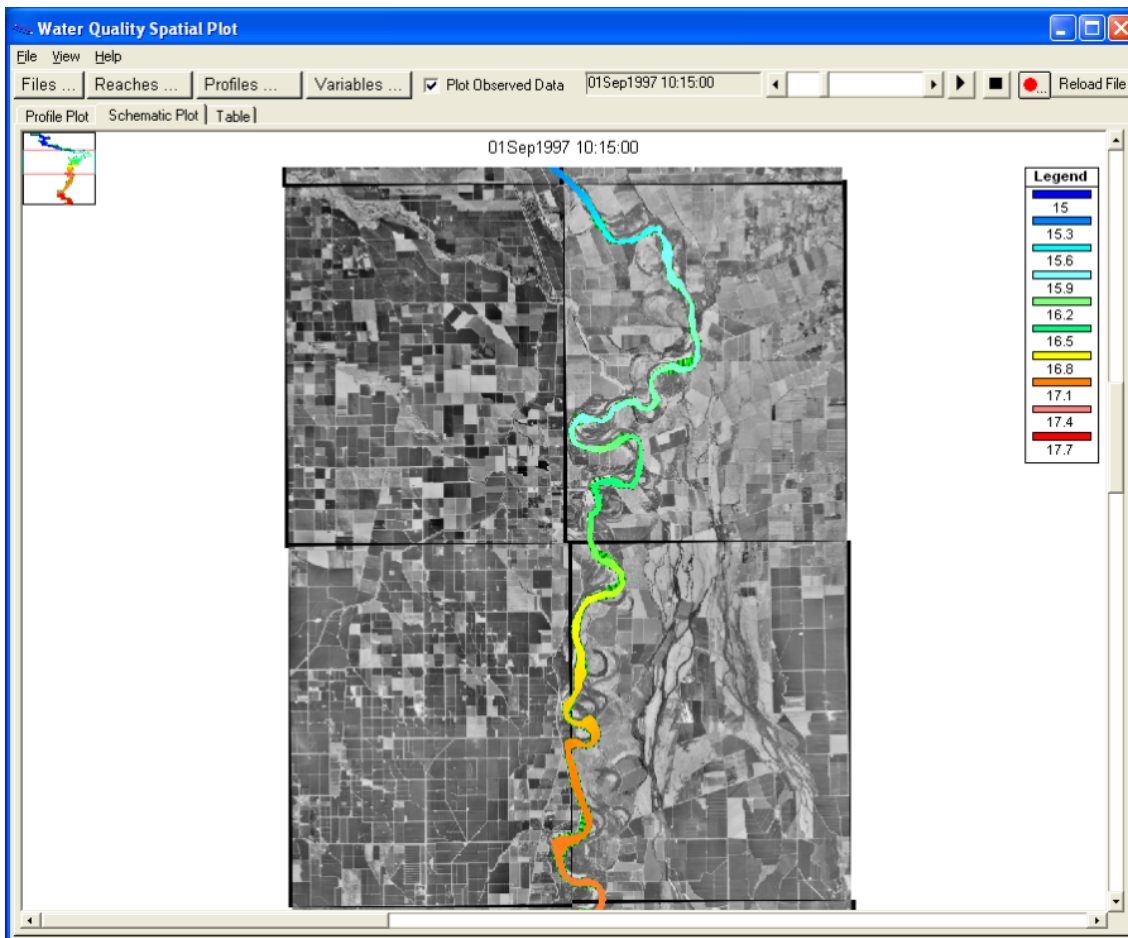 Water Quality Spatial Plot
File View Help
Files ... Reaches ... Profiles ... Variables ... Plot Observed Data 01Sep1997 10:15:00 ... Reload File
Profile Plot Schematic Plot Table
01Sep1997 10:15:00
Legend
15
15.3
15.6
15.9
16.2
16.5
16.8
17.1
17.4
17.7